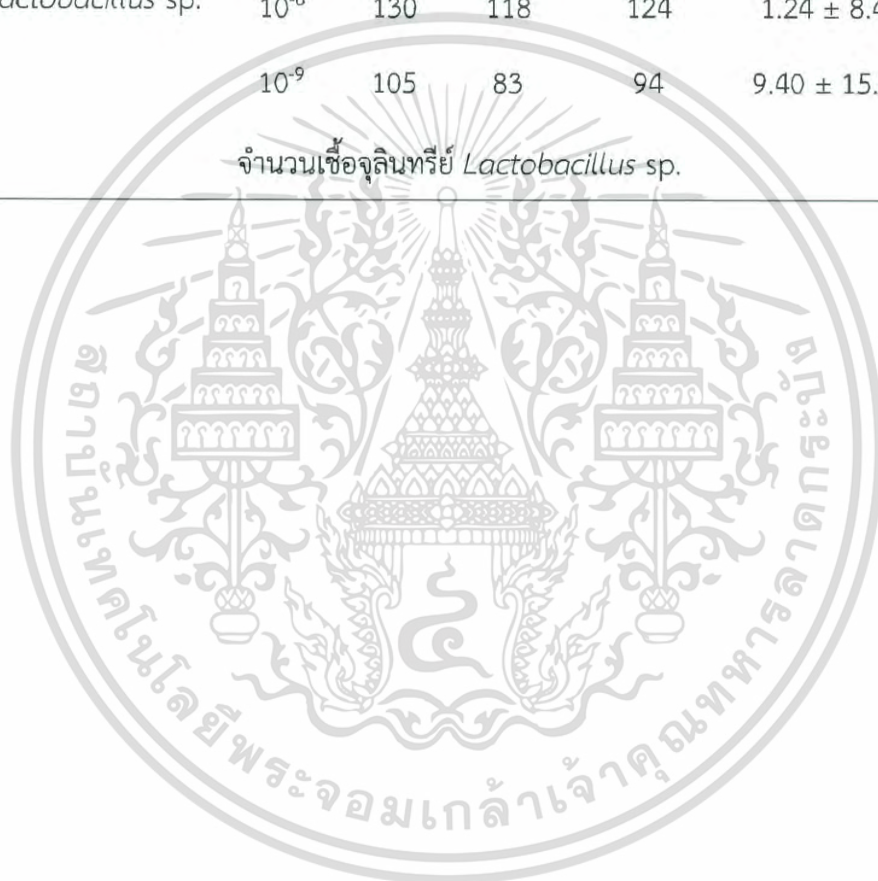 sp. 10⁻⁸ 130 118 124 1.24 ± 8.4
10⁻⁹ 105 83 94 9.40 ± 15.
จำนวนเชื้อจุลินทรีย์ Lactobacillus sp.
สถาบันเทคโนโลยีพระจอมเกล้าเจ้าคุณทหารลาดกระบัง